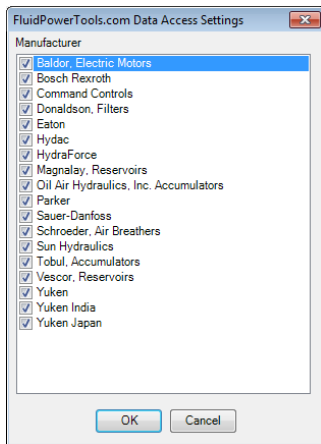 FluidPowerTools.com Data Access Settings
Manufacturer
Baldor, Electric Motors
Bosch Rexroth
Command Controls
Donaldson, Filters
Eaton
Hydac
HydraForce
Magnalay, Reservoirs
Oil Air Hydraulics, Inc. Accumulators
Parker
Sauer-Danfoss
Schroeder, Air Breathers
Sun Hydraulics
Tobul, Accumulators
Vescor, Reservoirs
Yuken
Yuken India
Yuken Japan
OK Cancel